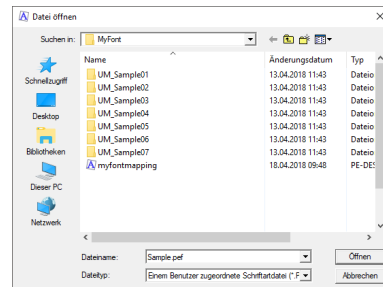 Datei öffnen
Suchen in: MyFont
Name Änderungsdatum Typ
UM_Sample01 13.04.2018 11:43 Dateio
UM_Sample02 13.04.2018 11:43 Dateio
UM_Sample03 13.04.2018 11:43 Dateio
UM_Sample04 13.04.2018 11:43 Dateio
UM_Sample05 13.04.2018 11:43 Dateio
UM_Sample06 13.04.2018 11:43 Dateio
UM_Sample07 13.04.2018 11:43 Dateio
myfontmapping 18.04.2018 09:48 PE-DES
Schnellzugriff
Desktop
Bibliotheken
Dieser PC
Netzwerk
Dateiname: Sample.pef Öffnen
Dateityp: Einem Benutzer zugeordnete Schriftartdatei (*.F Abbrechen